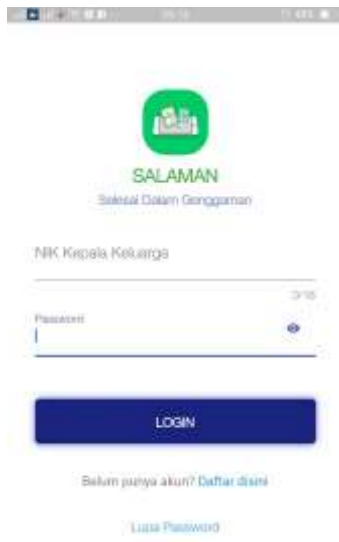 SALAMAN
Selesai Dalam Genggaman
NIK Kepala Keluarga
0/16
Password
LOGIN
Belum punya akun? Daftar disini
Lupa Password